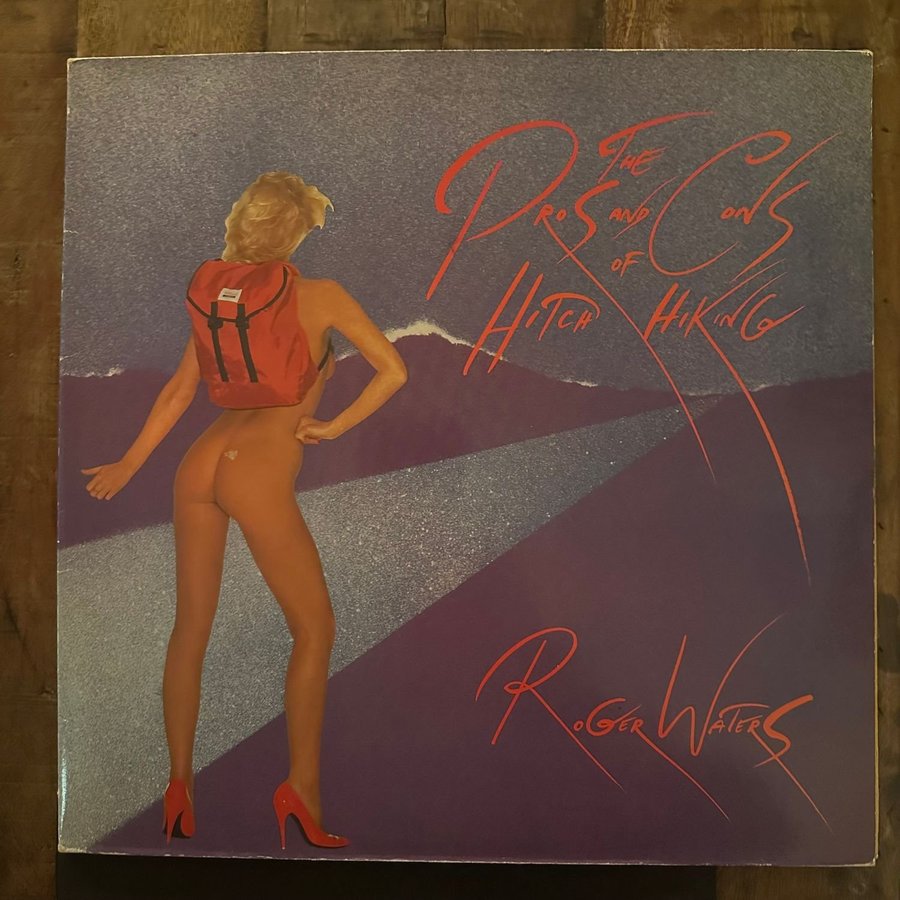 The
Pros and Cons
of
Hitch Hiking
Roger Waters